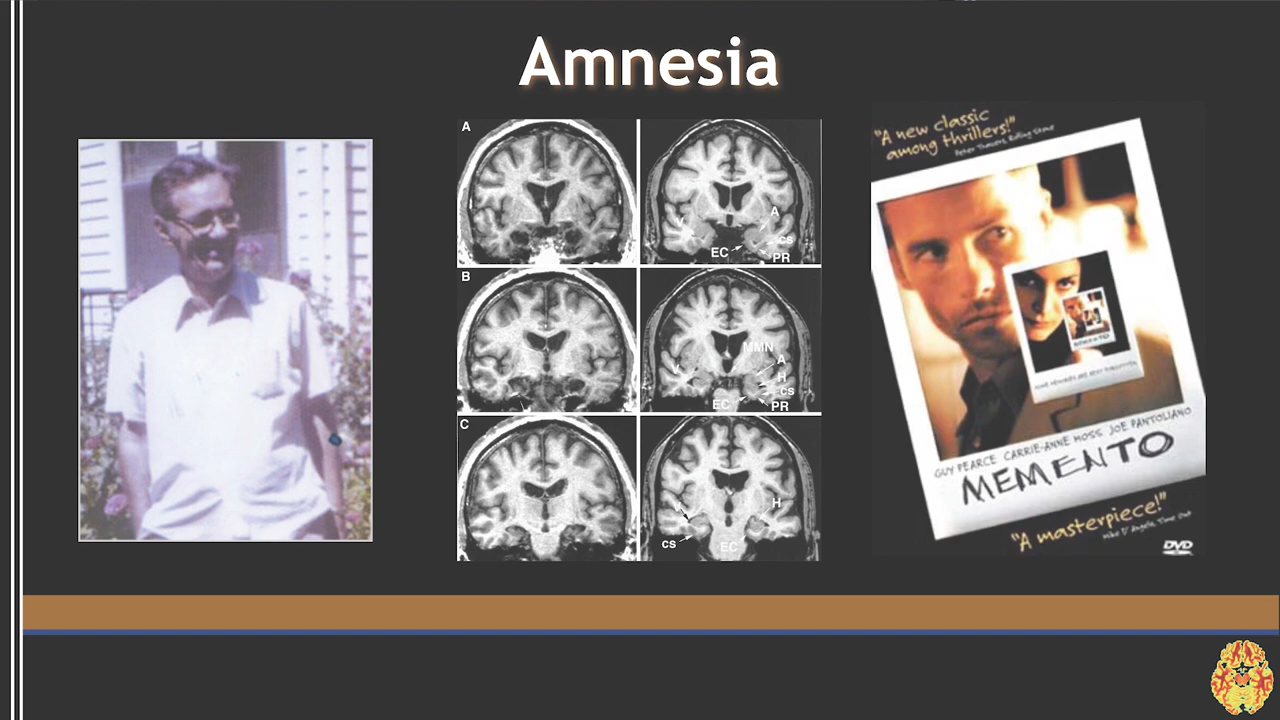 Amnesia
A
A
EC
cs
PR
B
MMN
V
A
H
cs
EC
PR
C
H
V
cs
EC
"A new classic
among thrillers!"
Peter Travers, Rolling Stone
GUY PEARCE CARRIE-ANNE MOSS JOE PANTOLIANO
MEMENTO
"A masterpiece!"
Time Out
DVD